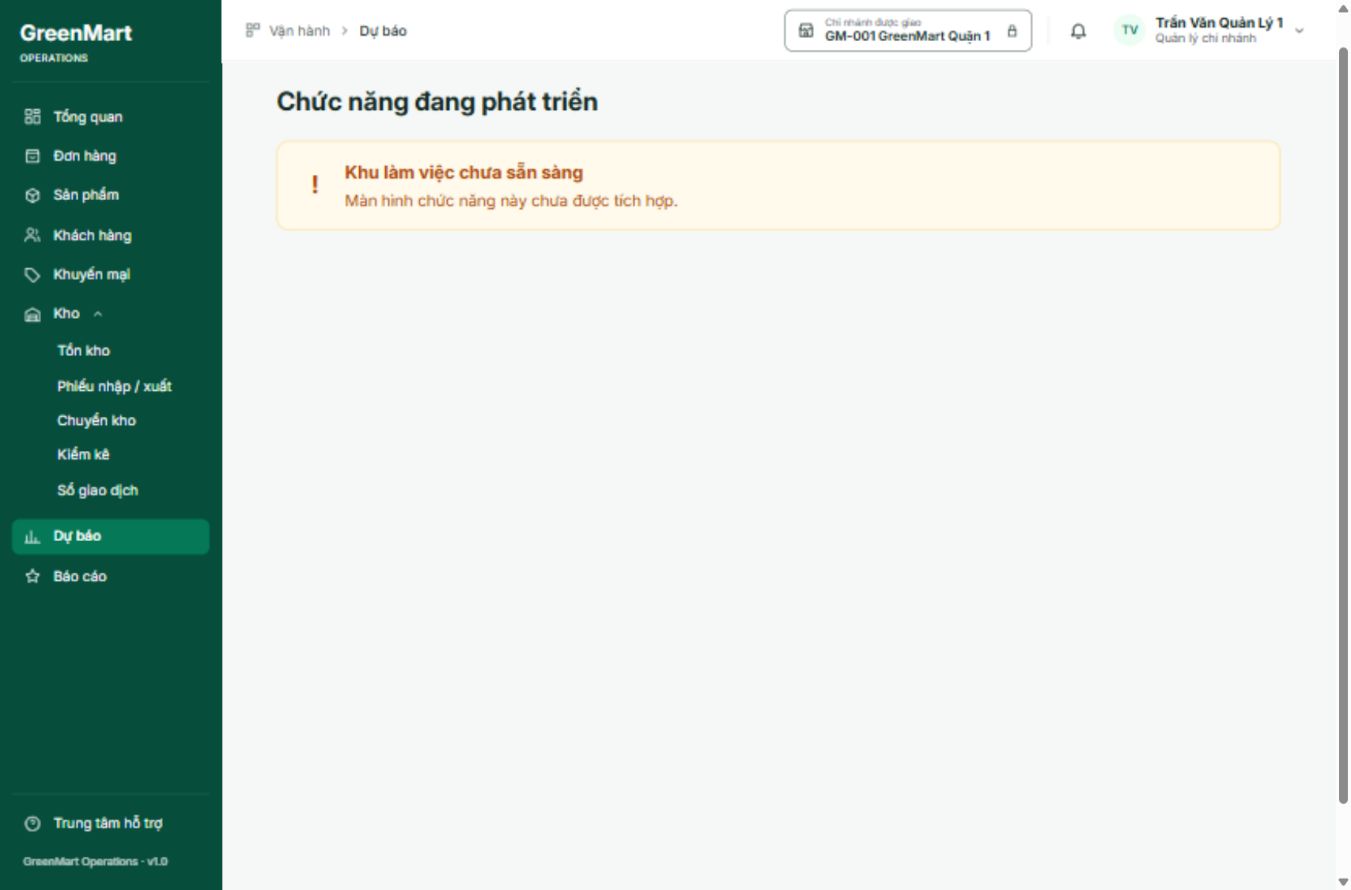 GreenMart
OPERATIONS
Tổng quan
Đơn hàng
Sản phẩm
Khách hàng
Khuyến mại
Kho
Tồn kho
Phiếu nhập / xuất
Chuyển kho
Kiểm kê
Sổ giao dịch
Dự báo
Báo cáo
Trung tâm hỗ trợ
GreenMart Operations - v1.0
Vận hành > Dự báo
Chi nhánh được giao
GM-001 GreenMart Quận 1
TV
Trần Văn Quản Lý 1
Quản lý chi nhánh
Chức năng đang phát triển
!
Khu làm việc chưa sẵn sàng
Màn hình chức năng này chưa được tích hợp.